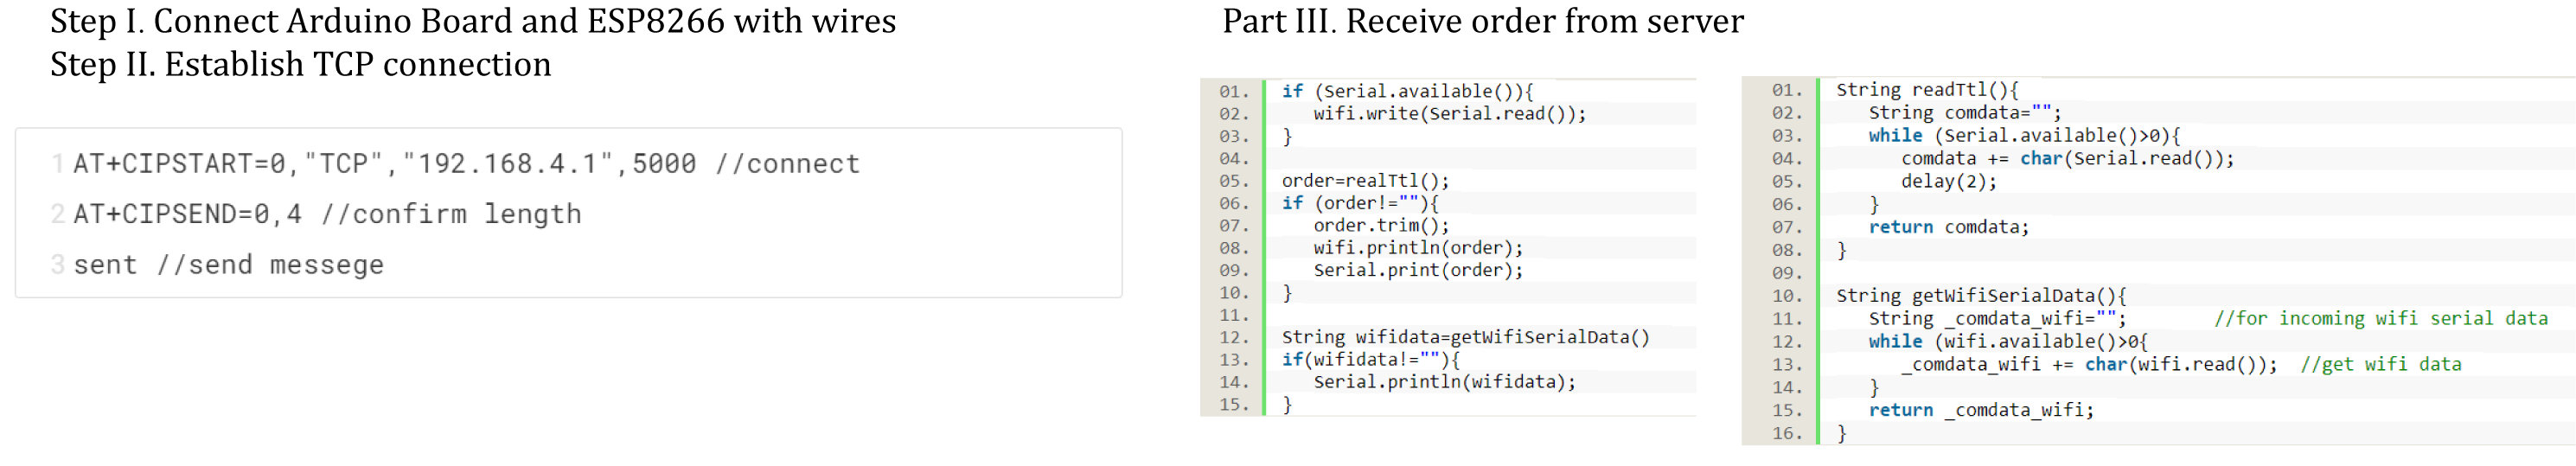 Step I. Connect Arduino Board and ESP8266 with wires
Step II. Establish TCP connection
1 AT+CIPSTART=0,"TCP","192.168.4.1",5000 //connect
2 AT+CIPSEND=0,4 //confirm length
3 sent //send messege
Part III. Receive order from server
01. if (Serial.available()){
02. wifi.write(Serial.read());
03. }
04.
05. order=realTtl();
06. if (order!=""){
07. order.trim();
08. wifi.println(order);
09. Serial.print(order);
10. }
11.
12. String wifidata=getWifiSerialData()
13. if(wifidata!=""){
14. Serial.println(wifidata);
15. }
01. String readTtl(){
02. String comdata="";
03. while (Serial.available()>0){
04. comdata += char(Serial.read());
05. delay(2);
06. }
07. return comdata;
08. }
09.
10. String getWifiSerialData(){
11. String _comdata_wifi=""; //for incoming wifi serial data
12. while (wifi.available()>0{
13. _comdata_wifi += char(wifi.read()); //get wifi data
14. }
15. return _comdata_wifi;
16. }